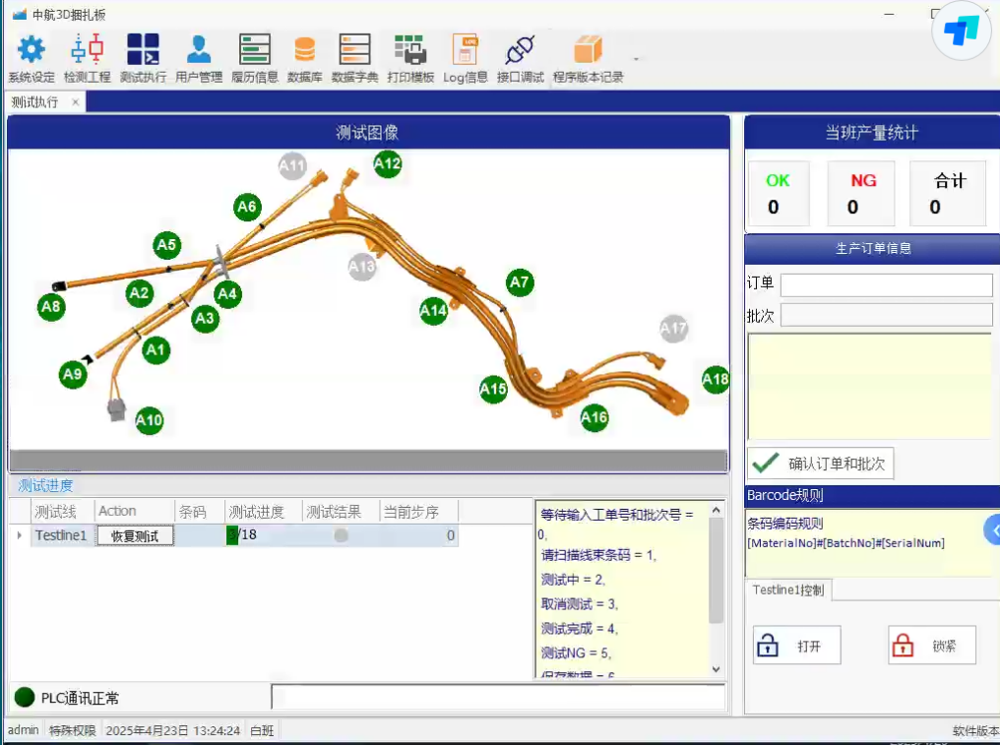 中航3D捆扎板
系统设定 检测工程 测试执行 用户管理 履历信息 数据库 数据字典 打印模板 Log信息 接口调试 程序版本记录
LOG
测试执行 ×
测试图像
A11
A12
A6
A5
A13
A8
A2
A4
A7
A3
A14
A17
A1
A9
A15
A18
A10
A16
测试进度
测试线 Action 条码 测试进度 测试结果 当前步序
Testline1 恢复测试 3/18 0
等待输入工单号和批次号 =
0,
请扫描线束条码 = 1,
测试中 = 2,
取消测试 = 3,
测试完成 = 4,
测试NG = 5,
保存数据 = 6
PLC通讯正常
当班产量统计
OK NG 合计
0 0 0
生产订单信息
订单
批次
确认订单和批次
Barcode规则
条码编码规则
[MaterialNo]#[BatchNo]#[SerialNum]
Testline1控制
打开 锁紧
admin 特殊权限 2025年4月23日 13:24:24 白班 软件版本